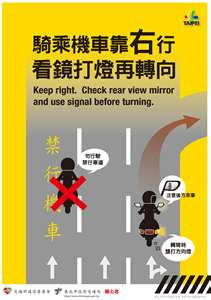 TAIPEI
騎乘機車靠右行
看鏡打燈再轉向
Keep right. Check rear view mirror
and use signal before turning.
禁行機車
勿行駛
禁行車道
注意後方來車
轉彎時
請打方向燈